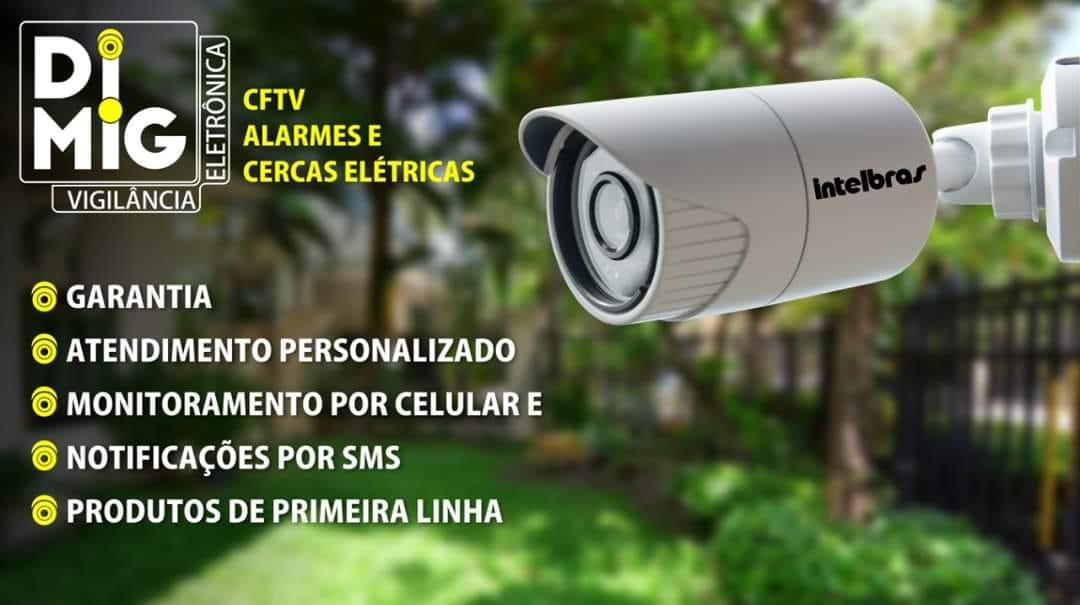 Di
MiG
VIGILÂNCIA
ELETRÔNICA
CFTV
ALARMES E
CERCAS ELÉTRICAS
intelbras
GARANTIA
ATENDIMENTO PERSONALIZADO
MONITORAMENTO POR CELULAR E
NOTIFICAÇÕES POR SMS
PRODUTOS DE PRIMEIRA LINHA